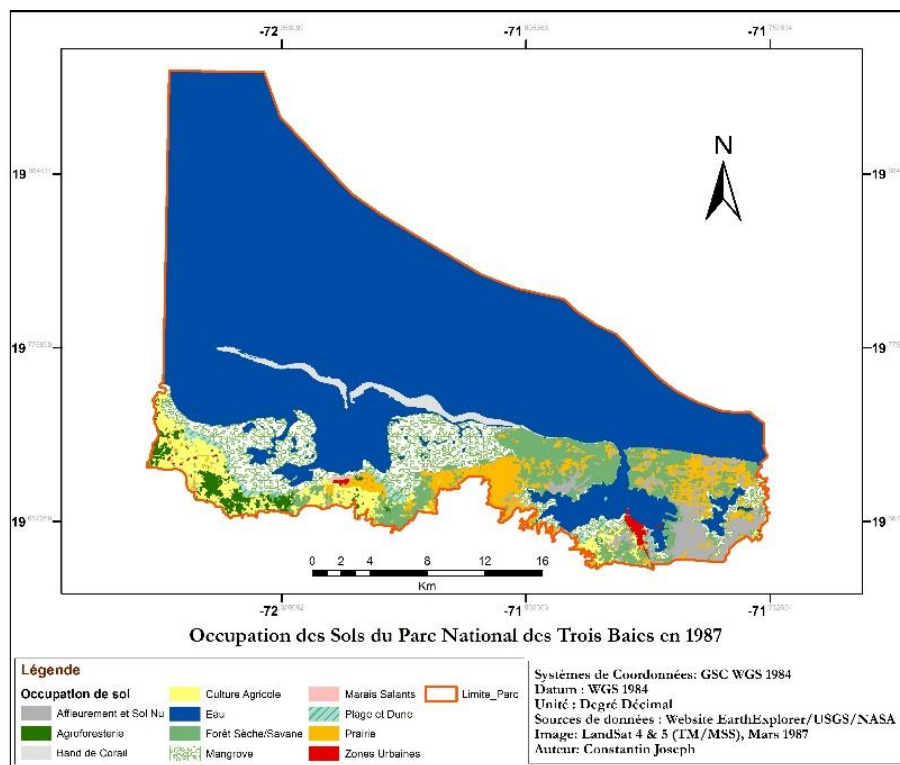 -72 -71 -71
N
19
19
19
0 2 4 8 12 16
Km
-72 -71 -71
Occupation des Sols du Parc National des Trois Baies en 1987
Légende
Occupation de sol
Affleurement et Sol Nu
Agroforesterie
Band de Corail
Culture Agricole
Eau
Forêt Sèche/Savane
Mangrove
Marais Salants
Plage et Dune
Prairie
Zones Urbaines
Limite_Parc
Systèmes de Coordonnées: GSC WGS 1984
Datum : WGS 1984
Unité : Degré Décimal
Sources de données : Website EarthExplorer/USGS/NASA
Image: LandSat 4 & 5 (TM/MSS), Mars 1987
Auteur: Constantin Joseph